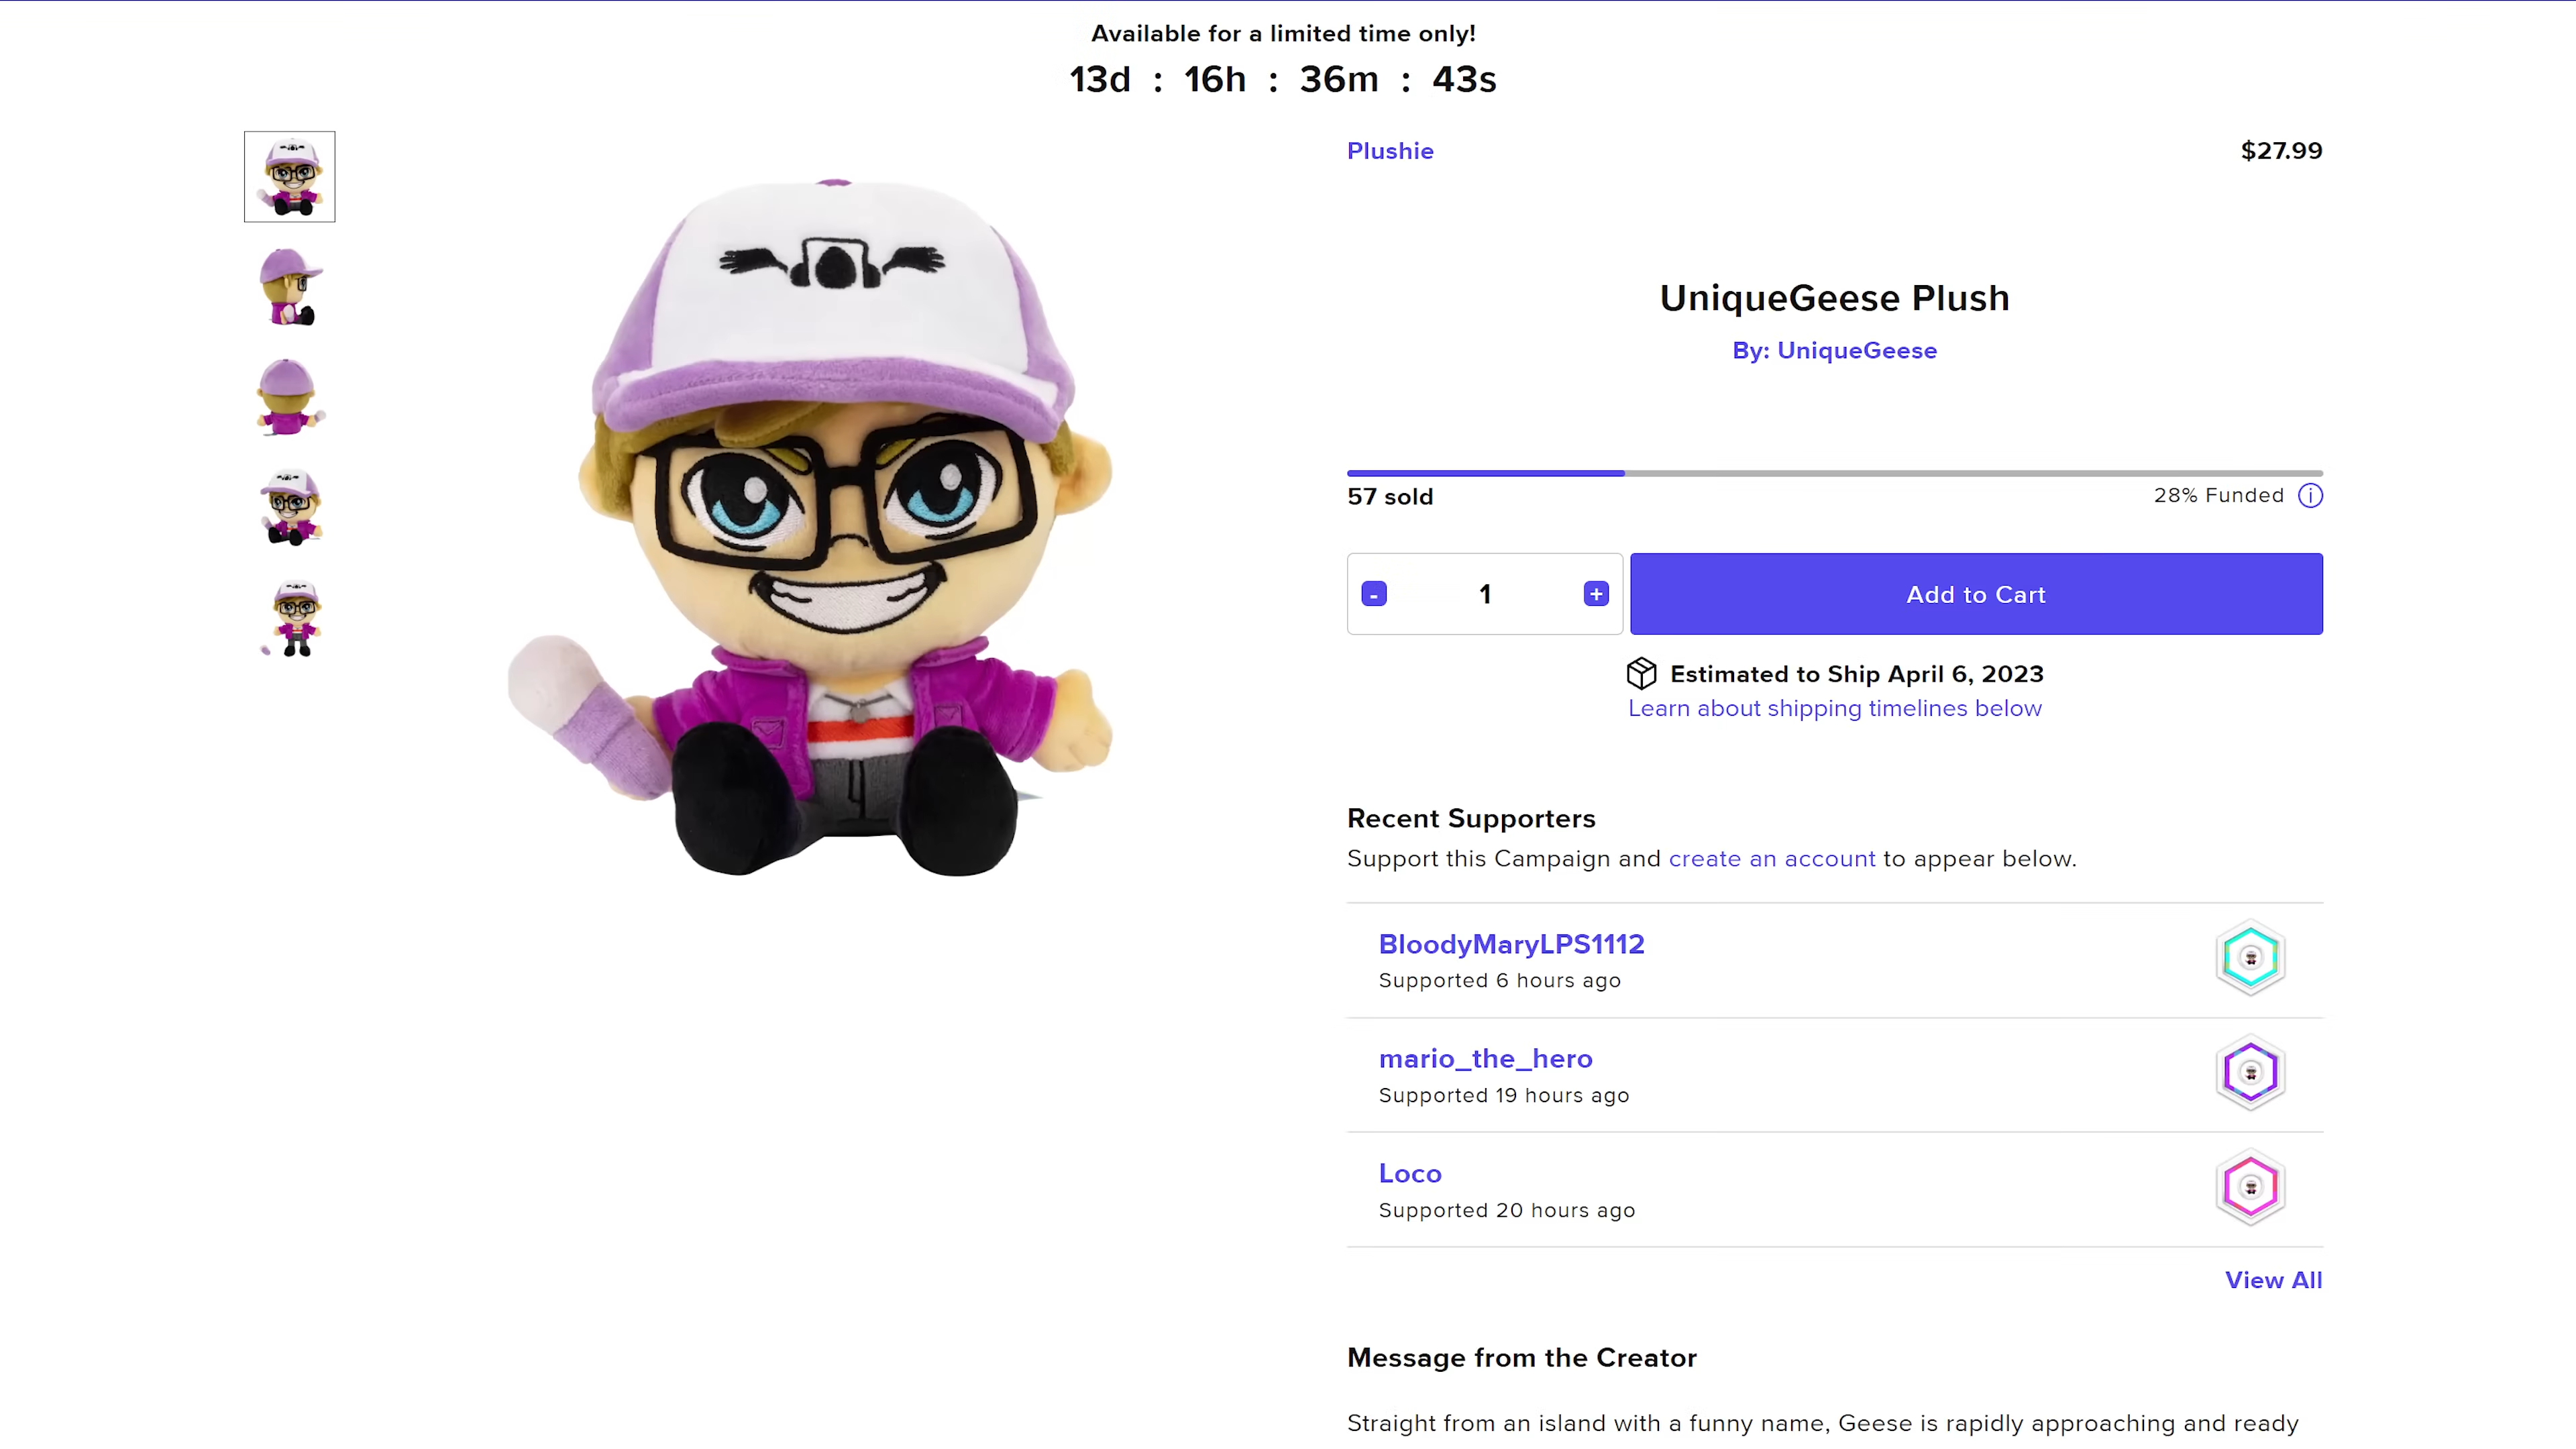 Available for a limited time only!
13d : 16h : 36m : 43s
Plushie
$27.99
UniqueGeese Plush
By: UniqueGeese
57 sold
28% Funded
- 1 +
Add to Cart
Estimated to Ship April 6, 2023
Learn about shipping timelines below
Recent Supporters
Support this Campaign and create an account to appear below.
BloodyMaryLPS1112
Supported 6 hours ago
mario_the_hero
Supported 19 hours ago
Loco
Supported 20 hours ago
View All
Message from the Creator
Straight from an island with a funny name, Geese is rapidly approaching and ready